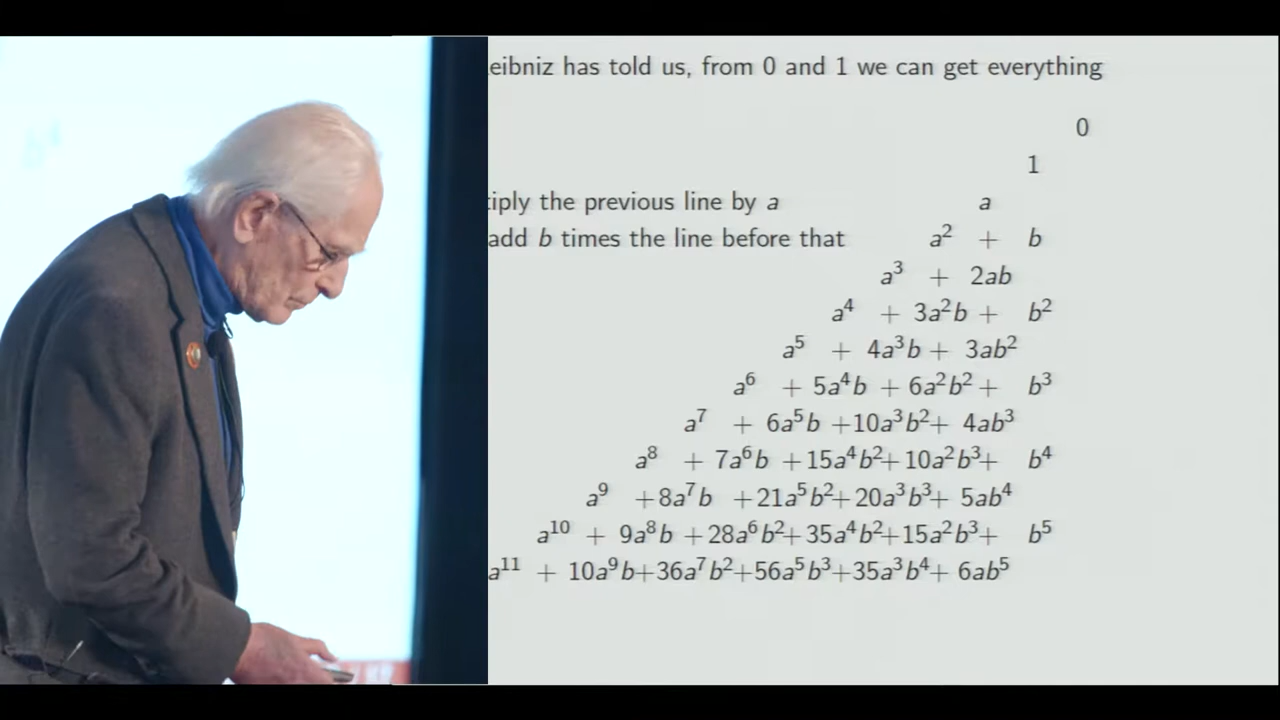 eibniz has told us, from 0 and 1 we can get everything
0
1
tiply the previous line by a a
add b times the line before that a² + b
a³ + 2ab
a⁴ + 3a²b + b²
a⁵ + 4a³b + 3ab²
a⁶ + 5a⁴b + 6a²b² + b³
a⁷ + 6a⁵b +10a³b²+ 4ab³
a⁸ + 7a⁶b +15a⁴b²+ 10a²b³+ b⁴
a⁹ +8a⁷b +21a⁵b²+ 20a³b³+ 5ab⁴
a¹⁰ + 9a⁸b +28a⁶b²+ 35a⁴b²+15a²b³+ b⁵
a¹¹ + 10a⁹b+36a⁷b²+56a⁵b³+35a³b⁴+ 6ab⁵